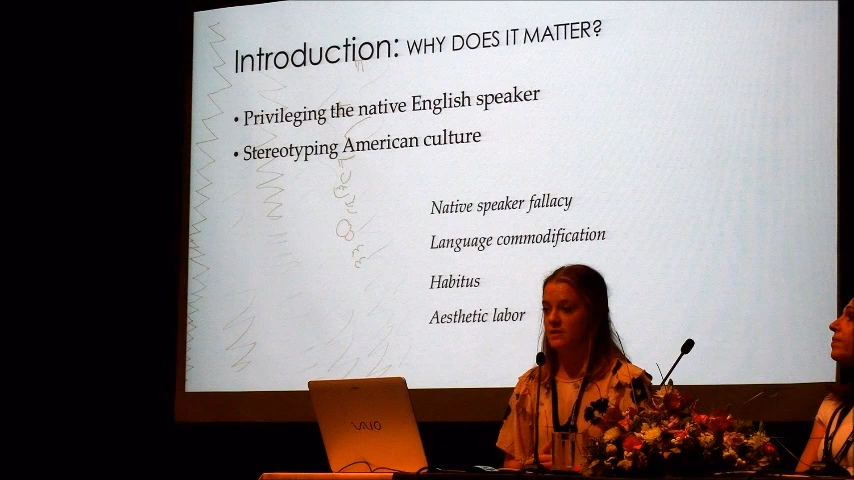 Introduction: WHY DOES IT MATTER?
• Privileging the native English speaker
• Stereotyping American culture
Native speaker fallacy
Language commodification
Habitus
Aesthetic labor
VAIO